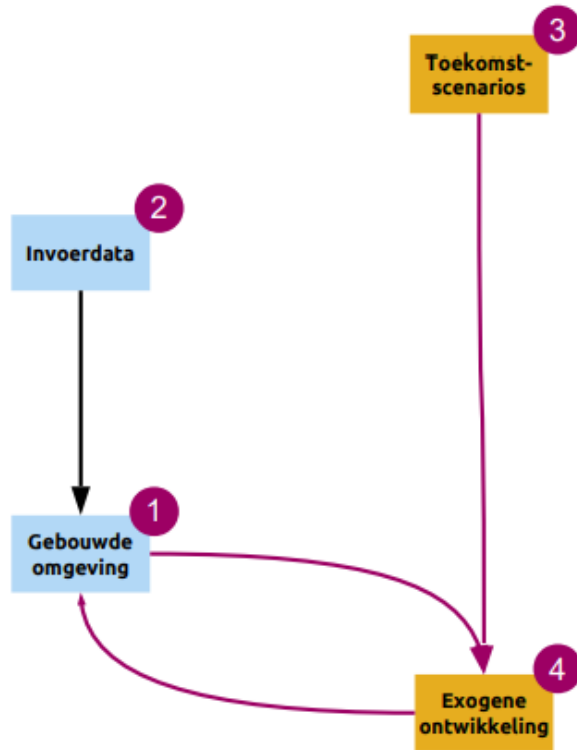 3
Toekomst-
scenarios
2
Invoerdata
1
Gebouwde
omgeving
4
Exogene
ontwikkeling